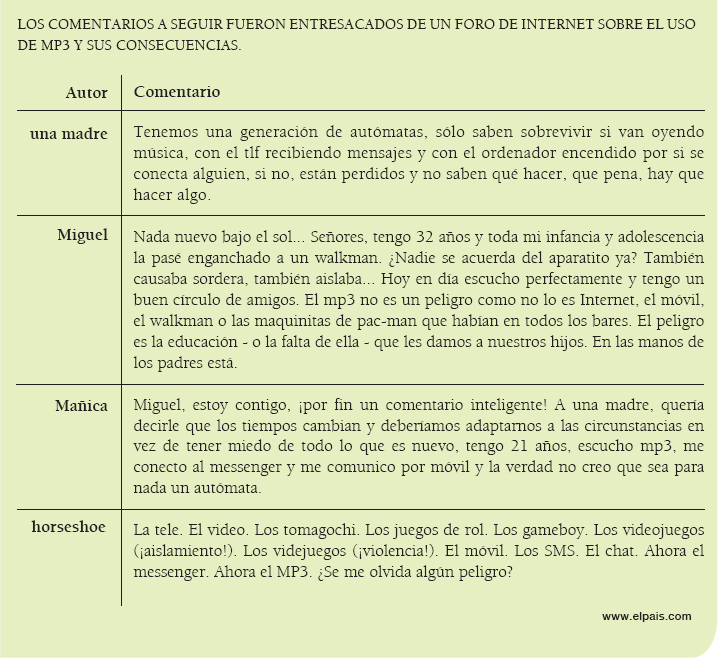 LOS COMENTARIOS A SEGUIR FUERON ENTRESACADOS DE UN FORO DE INTERNET SOBRE EL USO
DE MP3 Y SUS CONSECUENCIAS.
Autor Comentario
una madre Tenemos una generación de autómatas, sólo saben sobrevivir si van oyendo
música, con el tlf recibiendo mensajes y con el ordenador encendido por si se
conecta alguien, si no, están perdidos y no saben qué hacer, que pena, hay que
hacer algo.
Miguel Nada nuevo bajo el sol... Señores, tengo 32 años y toda mi infancia y adolescencia
la pasé enganchado a un walkman. ¿Nadie se acuerda del aparatito ya? También
causaba sordera, también aislaba... Hoy en día escucho perfectamente y tengo un
buen círculo de amigos. El mp3 no es un peligro como no lo es Internet, el móvil,
el walkman o las maquinitas de pac-man que habían en todos los bares. El peligro
es la educación - o la falta de ella - que les damos a nuestros hijos. En las manos de
los padres está.
Mañica Miguel, estoy contigo, ¡por fin un comentario inteligente! A una madre, quería
decirle que los tiempos cambian y deberíamos adaptarnos a las circunstancias en
vez de tener miedo de todo lo que es nuevo, tengo 21 años, escucho mp3, me
conecto al messenger y me comunico por móvil y la verdad no creo que sea para
nada un autómata.
horseshoe La tele. El video. Los tomagochi. Los juegos de rol. Los gameboy. Los videojuegos
(¡aislamiento!). Los videjuegos (¡violencia!). El móvil. Los SMS. El chat. Ahora el
messenger. Ahora el MP3. ¿Se me olvida algún peligro?
www.elpais.com